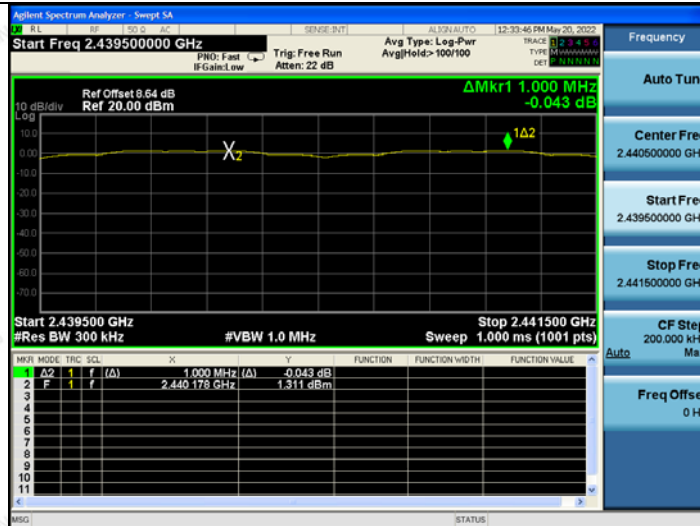 Agilent Spectrum Analyzer - Swept SA
RL RF 50 Ω AC SENSE:INT ALIGN AUTO 12:33:46 PM May 20, 2022
Start Freq 2.439500000 GHz
PNO: Fast
IFGain:Low
Trig: Free Run
Atten: 22 dB
Avg Type: Log-Pwr
Avg|Hold:> 100/100
TRACE 1 2 3 4 5 6
TYPE M
DET P N N N N N
Frequency
Auto Tun
Center Fre
2.440500000 GH
Start Fre
2.439500000 GH
Stop Fre
2.441500000 GH
CF Step
200.000 kH
Auto Ma
Freq Offse
0 H
ΔMkr1 1.000 MHz
-0.043 dB
Ref Offset 8.64 dB
10 dB/div Ref 20.00 dBm
Log
10.0
0.00
-10.0
-20.0
-30.0
-40.0
-50.0
-60.0
-70.0
X2
1Δ2
Start 2.439500 GHz Stop 2.441500 GHz
#Res BW 300 kHz #VBW 1.0 MHz Sweep 1.000 ms (1001 pts)
MKR MODE TRC SCL X Y FUNCTION FUNCTION WIDTH FUNCTION VALUE
1 Δ2 1 f (Δ) 1.000 MHz (Δ) -0.043 dB
2 F 1 f 2.440 178 GHz 1.311 dBm
3
4
5
6
7
8
9
10
11
MSG STATUS